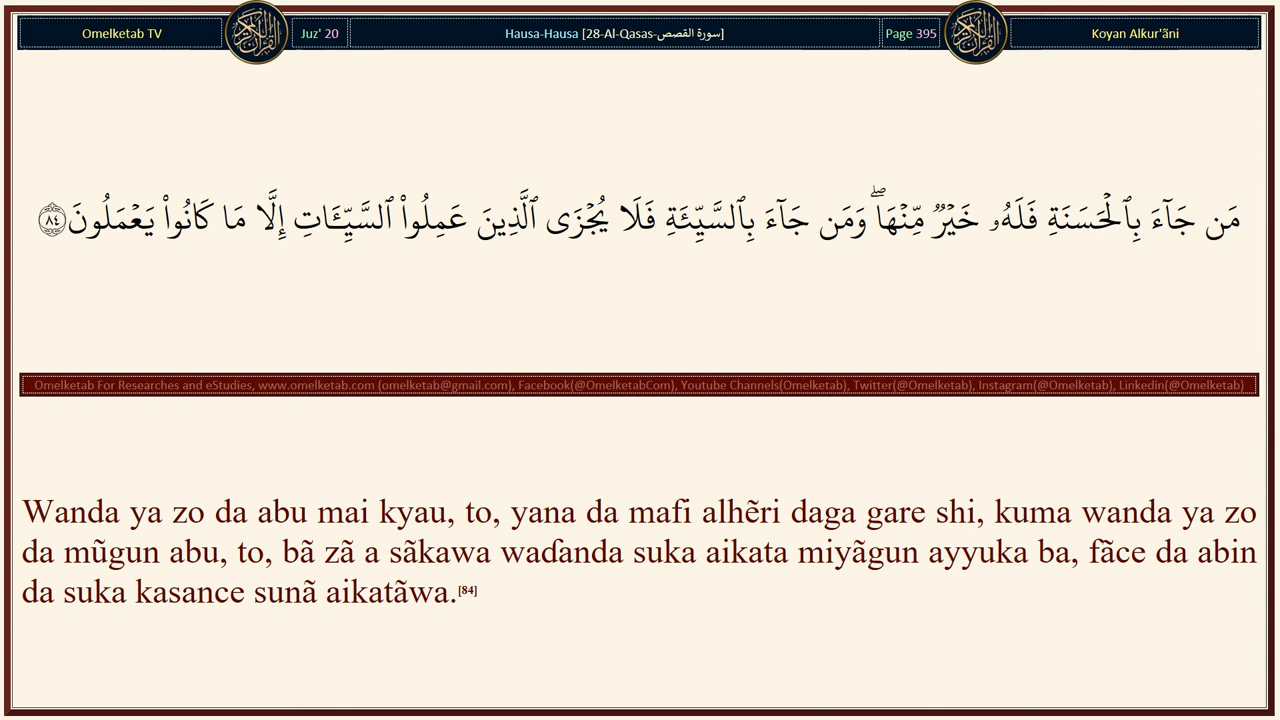 Omelketab TV
Juz' 20
Hausa-Hausa [28-Al-Qasas-سورة القصص]
Page 395
Koyan Alƙur'ãni
مَن جَآءَ بِٱلْحَسَنَةِ فَلَهُۥ خَيْرٌ مِّنْهَا ۖ وَمَن جَآءَ بِٱلسَّيِّئَةِ فَلَا يُجْزَى ٱلَّذِينَ عَمِلُوا۟ ٱلسَّيِّـَٔاتِ إِلَّا مَا كَانُوا۟ يَعْمَلُونَ ٨٤
Omelketab For Researches and eStudies, www.omelketab.com (omelketab@gmail.com), Facebook(@OmelketabCom), Youtube Channels(Omelketab), Twitter(@Omelketab), Instagram(@Omelketab), Linkedin(@Omelketab)
Wanda ya zo da abu mai kyau, to, yana da mafi alhẽri daga gare shi, kuma wanda ya zo
da mũgun abu, to, bã zã a sãkawa waɗanda suka aikata miyãgun ayyuka ba, fãce da abin
da suka kasance sunã aikatãwa.[84]